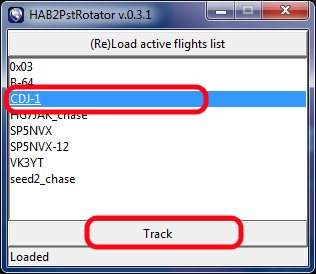 HAB2PstRotator v.0.3.1
(Re)Load active flights list
0x03
B-64
CDJ-1
HG7JAK_chase
SP5NVX
SP5NVX-12
VK3YT
seed2_chase
Track
Loaded